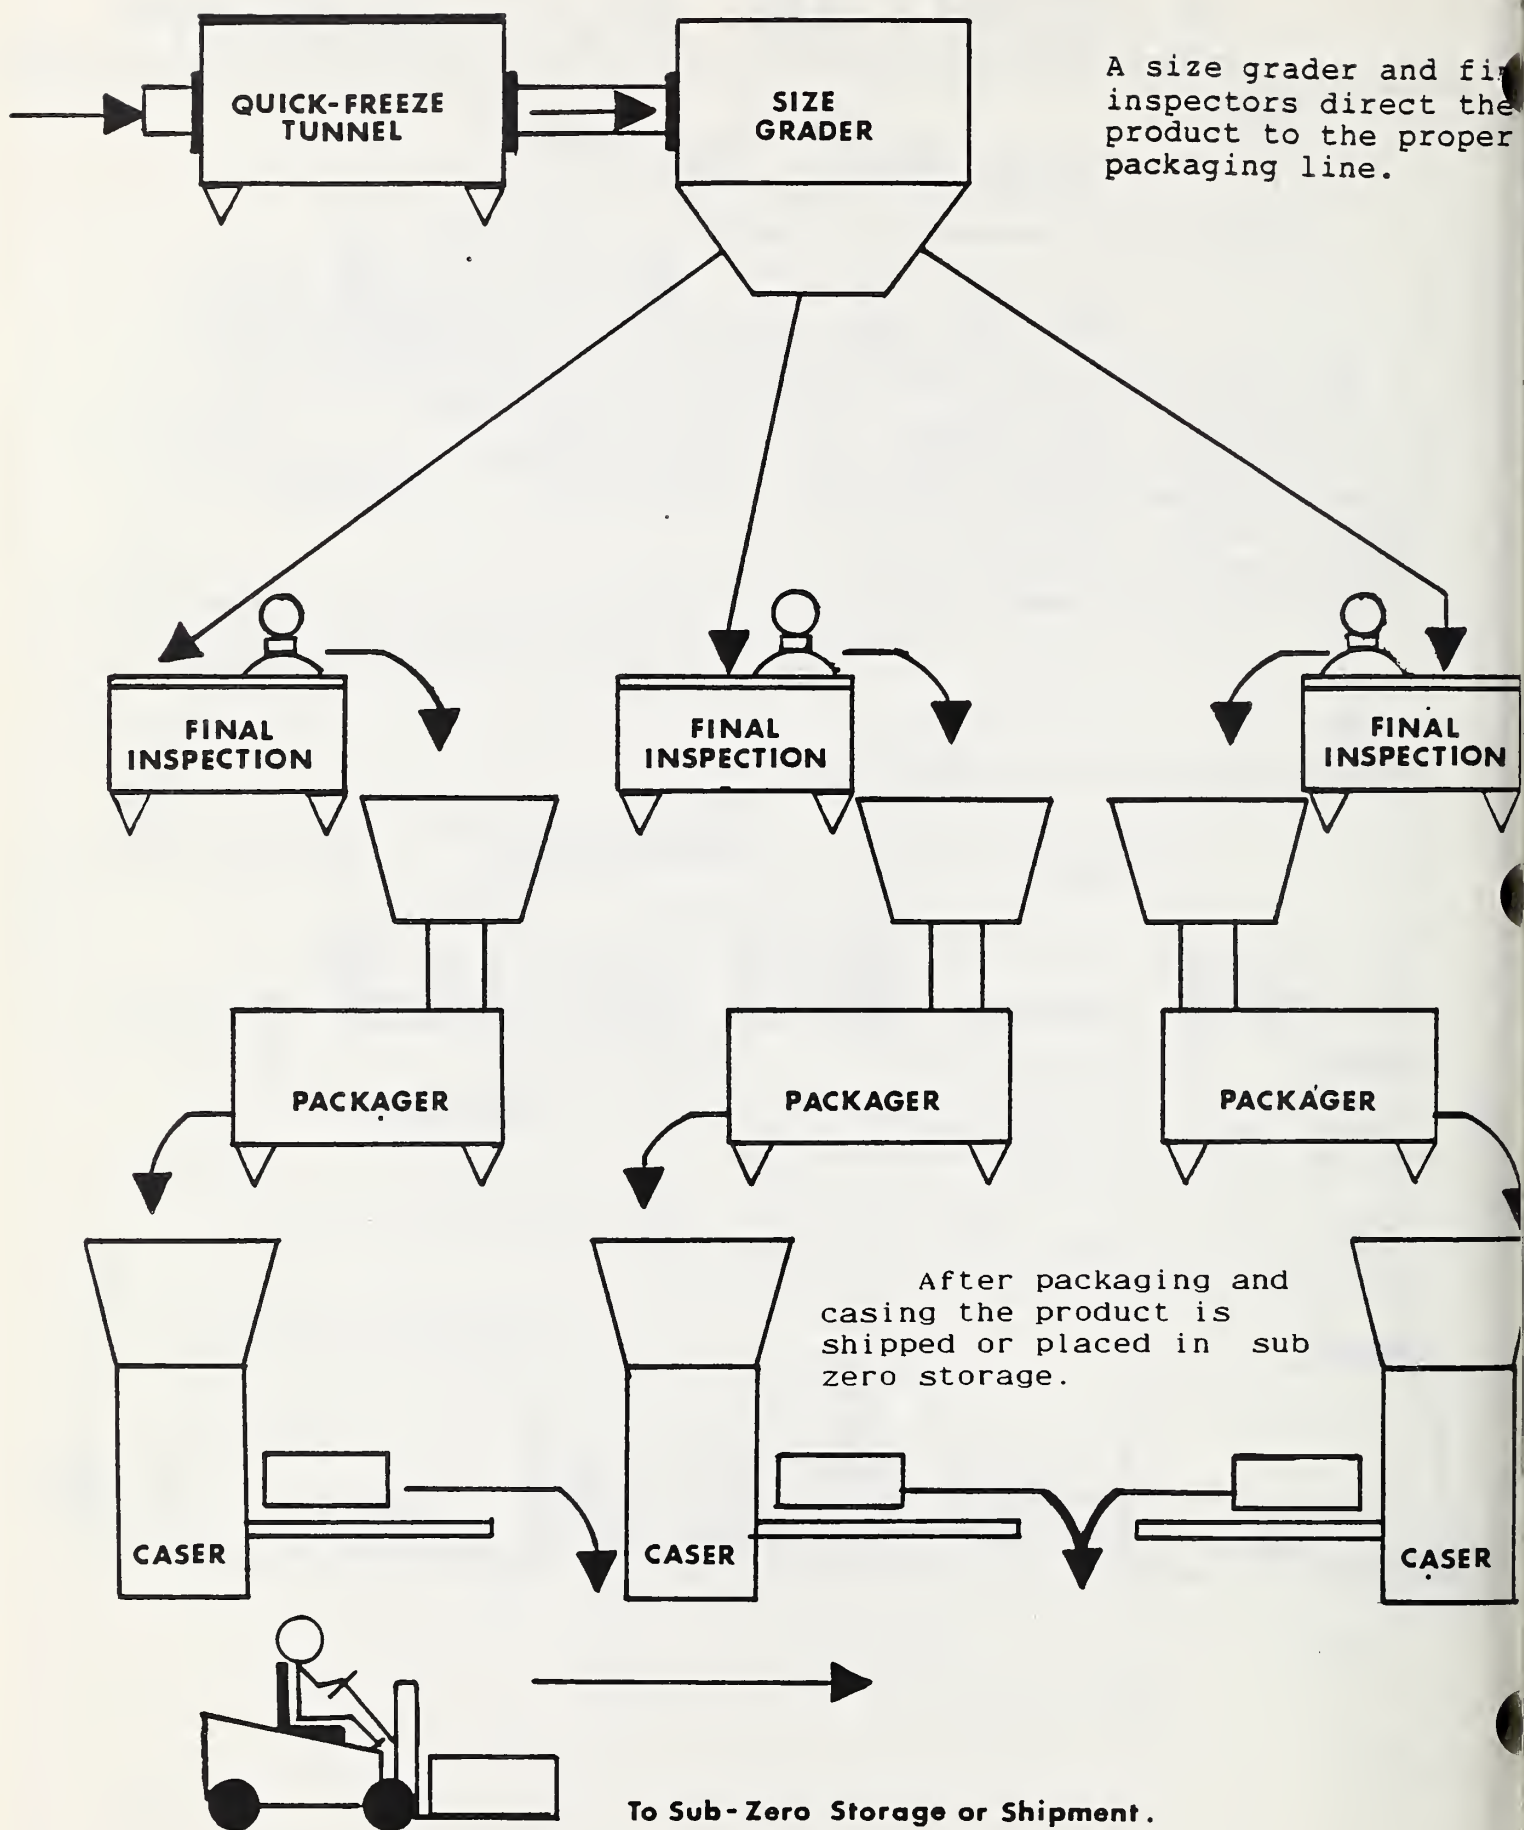 QUICK-FREEZE
TUNNEL
SIZE
GRADER
A size grader and
inspectors direct the
product to the proper
packaging line.
FINAL
INSPECTION
FINAL
INSPECTION
FINAL
INSPECTION
PACKAGER
PACKAGER
PACKAGER
After packaging and
casing the product is
shipped or placed in sub
zero storage.
CASER
CASER
CASER
To Sub-Zero Storage or Shipment.